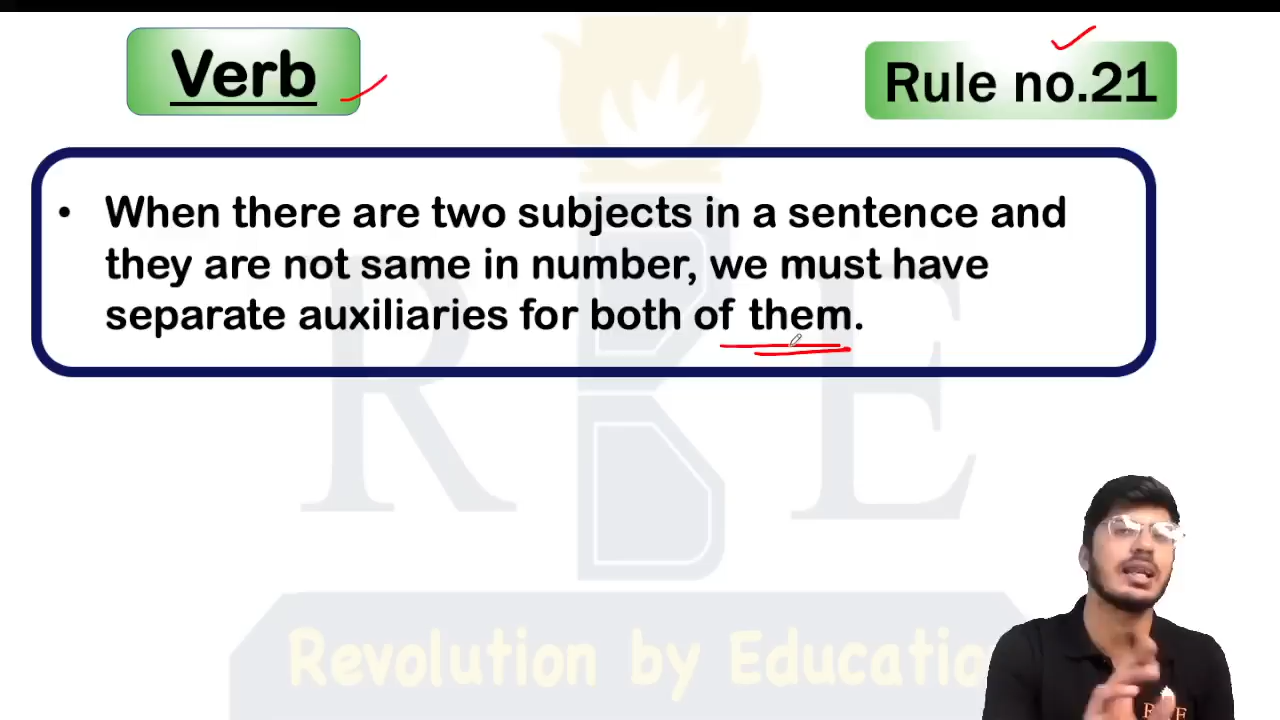 Verb
Rule no.21
• When there are two subjects in a sentence and
they are not same in number, we must have
separate auxiliaries for both of them.
RBE
Revolution by Educatio